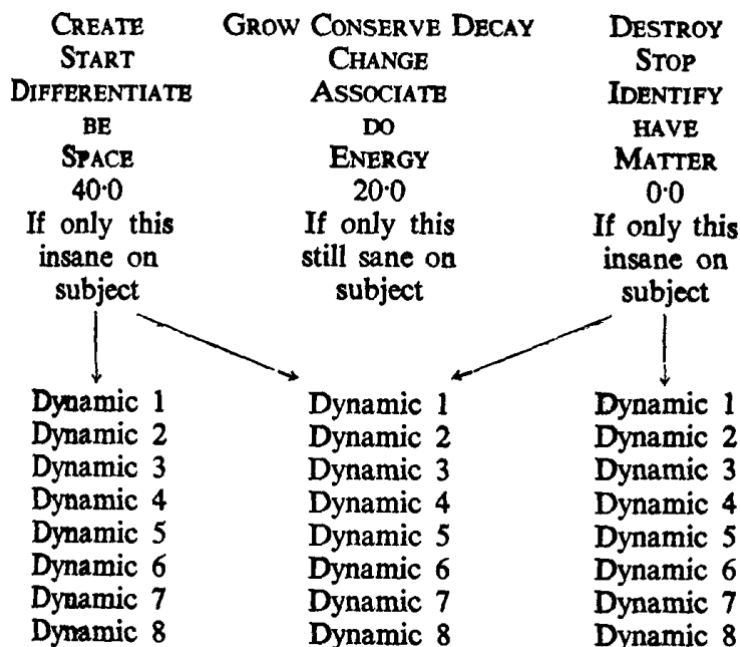 CREATE GROW CONSERVE DECAY DESTROY
START CHANGE STOP
DIFFERENTIATE ASSOCIATE IDENTIFY
BE DO HAVE
SPACE ENERGY MATTER
40·0 20·0 0·0
If only this If only this If only this
insane on still sane on insane on
subject subject subject
Dynamic 1 Dynamic 1 Dynamic 1
Dynamic 2 Dynamic 2 Dynamic 2
Dynamic 3 Dynamic 3 Dynamic 3
Dynamic 4 Dynamic 4 Dynamic 4
Dynamic 5 Dynamic 5 Dynamic 5
Dynamic 6 Dynamic 6 Dynamic 6
Dynamic 7 Dynamic 7 Dynamic 7
Dynamic 8 Dynamic 8 Dynamic 8